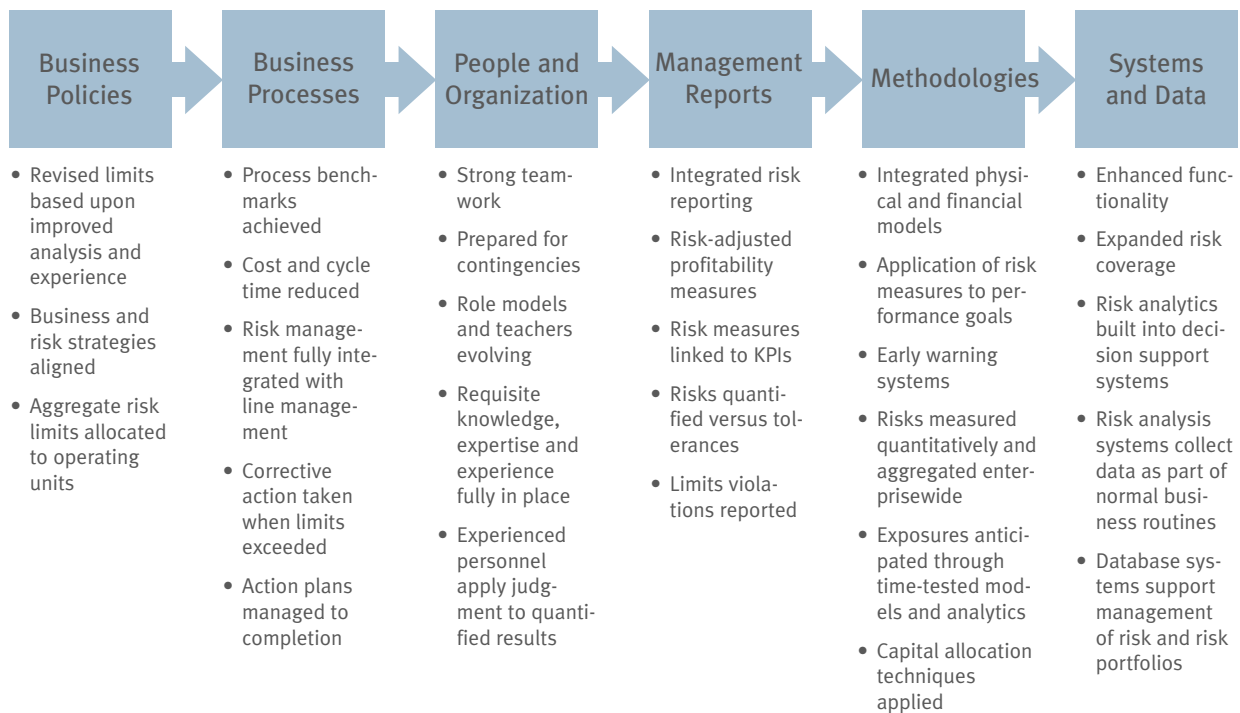 Business
Policies
Business
Processes
People and
Organization
Management
Reports
Methodologies
Systems
and Data
• Revised limits
based upon
improved
analysis and
experience
• Business and
risk strategies
aligned
• Aggregate risk
limits allocated
to operating
units
• Process bench-
marks
achieved
• Cost and cycle
time reduced
• Risk manage-
ment fully inte-
grated with
line manage-
ment
• Corrective
action taken
when limits
exceeded
• Action plans
managed to
completion
• Strong team-
work
• Prepared for
contingencies
• Role models
and teachers
evolving
• Requisite
knowledge,
expertise and
experience
fully in place
• Experienced
personnel
apply judg-
ment to quanti-
fied results
• Integrated risk
reporting
• Risk-adjusted
profitability
measures
• Risk measures
linked to KPIs
• Risks quanti-
fied versus tol-
erances
• Limits viola-
tions reported
• Integrated physi-
cal and financial
models
• Application of risk
measures to per-
formance goals
• Early warning
systems
• Risks measured
quantitatively and
aggregated enter-
prisewide
• Exposures antici-
pated through
time-tested mod-
els and analytics
• Capital allocation
techniques
applied
• Enhanced func-
tionality
• Expanded risk
coverage
• Risk analytics
built into deci-
sion support
systems
• Risk analysis
systems collect
data as part of
normal busi-
ness routines
• Database sys-
tems support
management
of risk and risk
portfolios